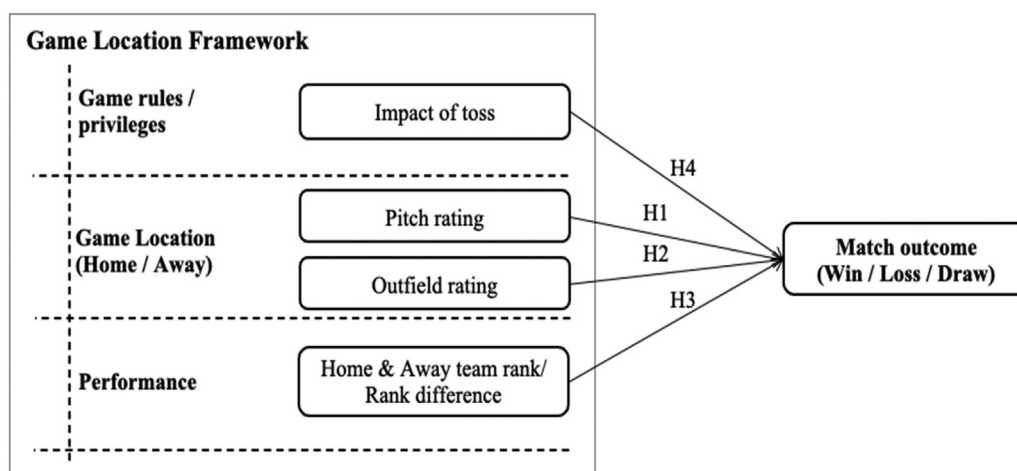 Game Location Framework
Game rules /
privileges
Impact of toss
H4
Game Location
(Home / Away)
Pitch rating
H1
Outfield rating
H2
Performance
Home & Away team rank/
Rank difference
H3
Match outcome
(Win / Loss / Draw)